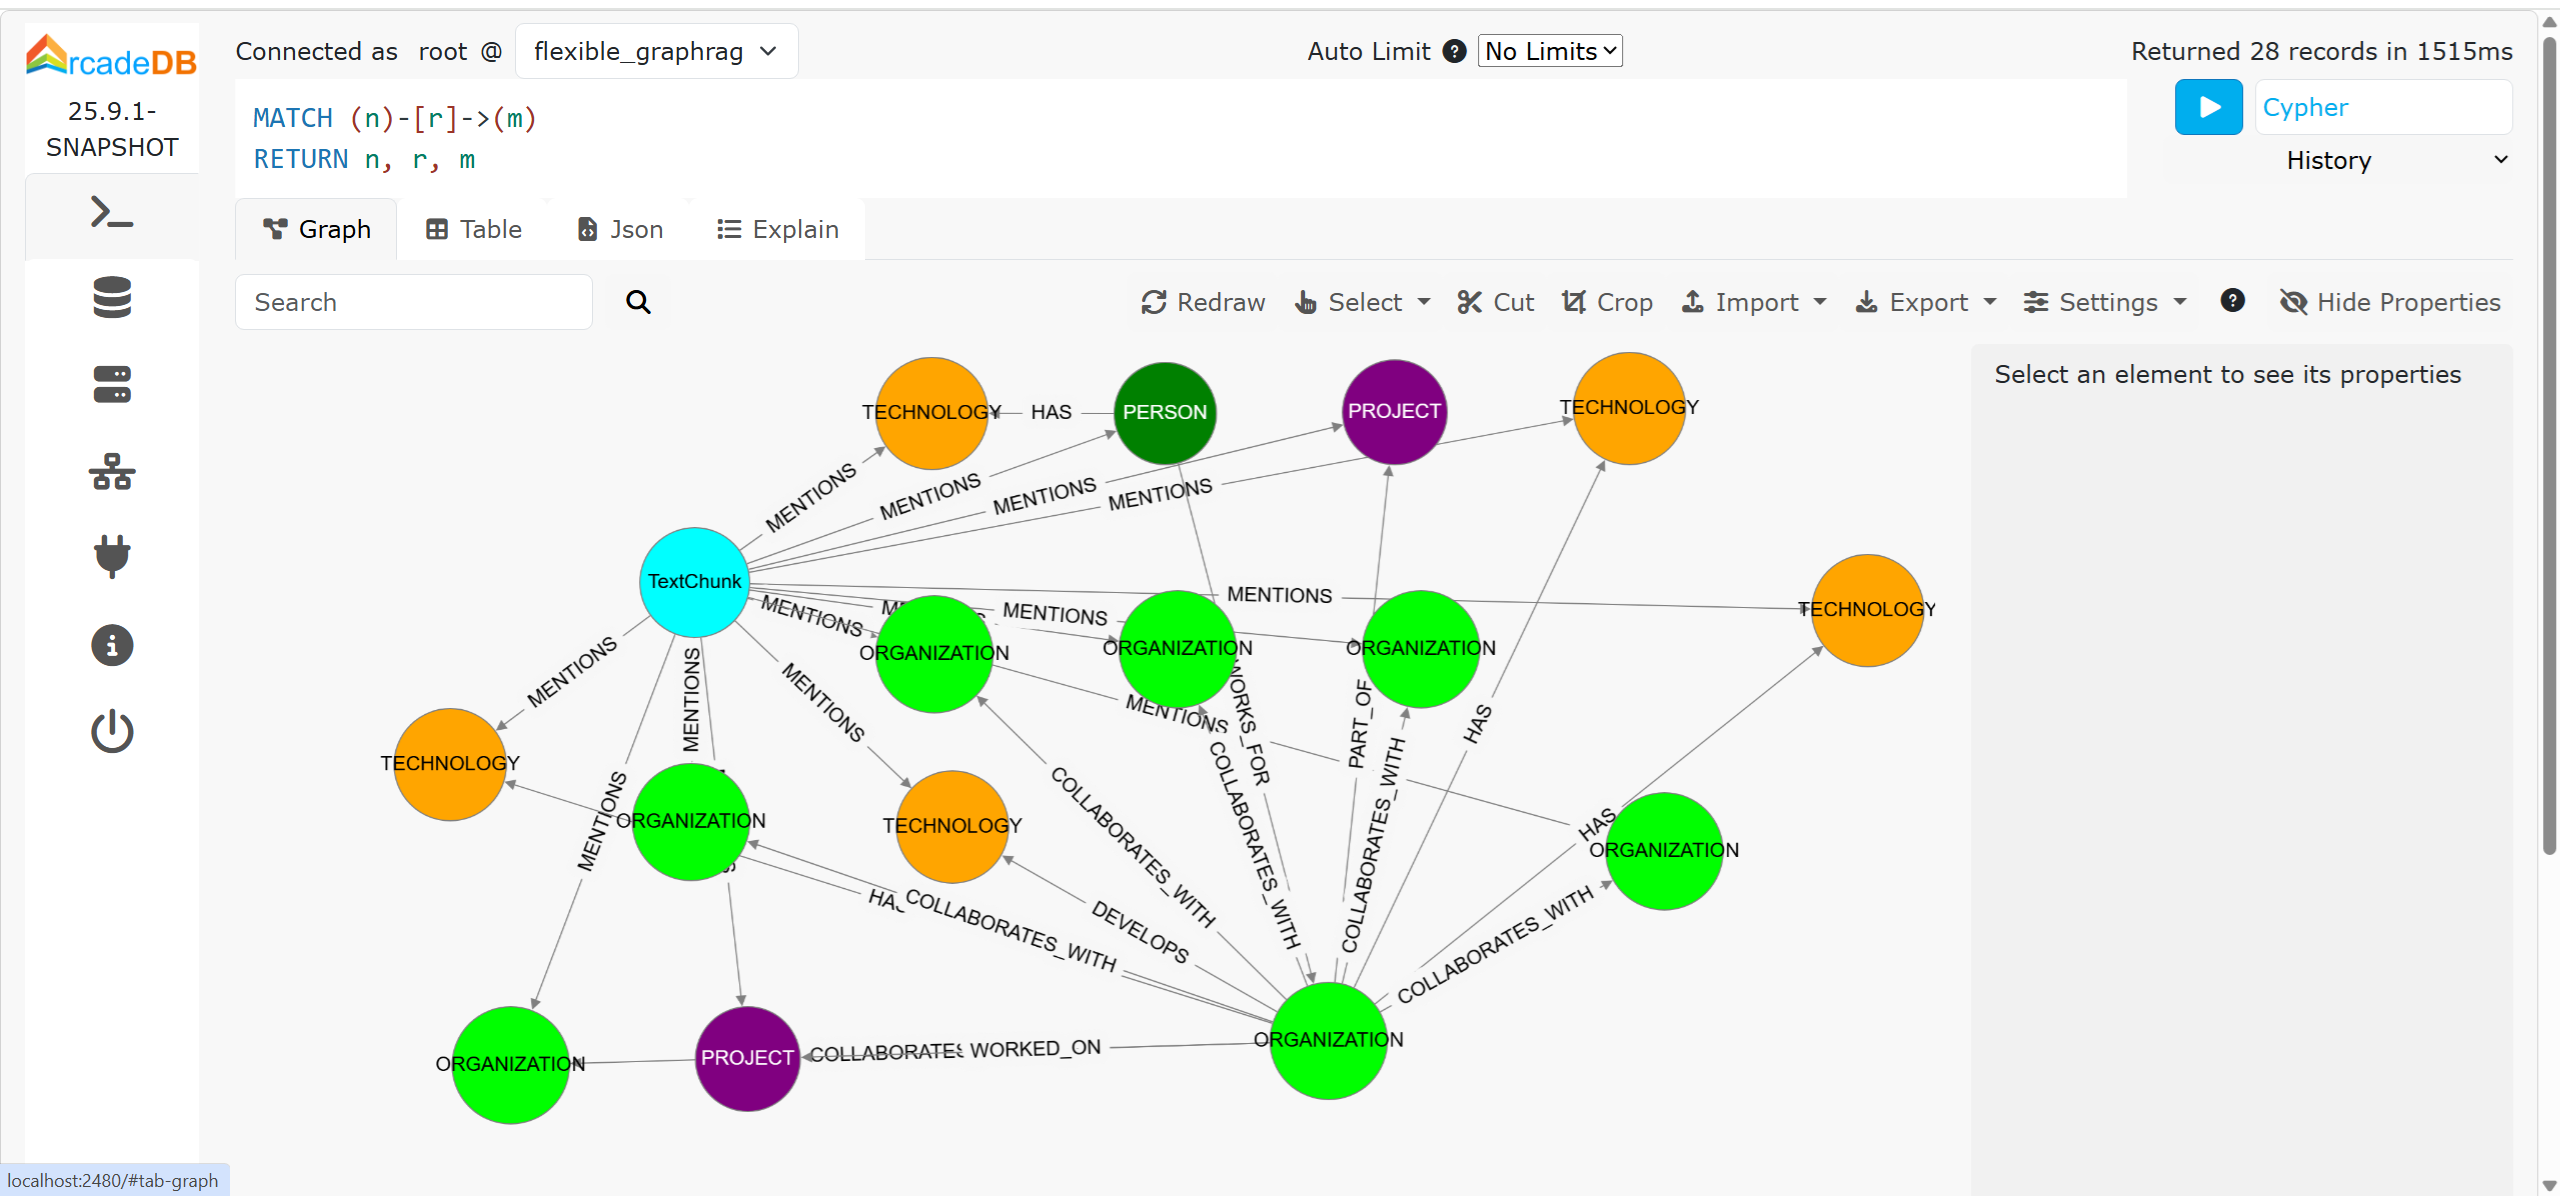 ArcadeDB
25.9.1-
SNAPSHOT
Connected as root @ flexible_graphrag
Auto Limit ? No Limits
Returned 28 records in 1515ms
MATCH (n)-[r]->(m)
RETURN n, r, m
Cypher
History
Graph Table Json Explain
Search
Redraw Select Cut Crop Import Export Settings ? Hide Properties
Select an element to see its properties
TECHNOLOGY
HAS
PERSON
PROJECT
TECHNOLOGY
MENTIONS
MENTIONS
MENTIONS
MENTIONS
TextChunk
MENTIONS
MENTIONS
MENTIONS
TECHNOLOGY
ORGANIZATION
ORGANIZATION
ORGANIZATION
MENTIONS
MENTIONS
MENTIONS
MENTIONS
WORKS_FOR
PART_OF
HAS
TECHNOLOGY
MENTIONS
ORGANIZATION
TECHNOLOGY
COLLABORATES_WITH
COLLABORATES_WITH
COLLABORATES_WITH
HAS
ORGANIZATION
COLLABORATES_WITH
DEVELOPS
COLLABORATES_WITH
ORGANIZATION
PROJECT
WORKED_ON
ORGANIZATION
localhost:2480/#tab-graph